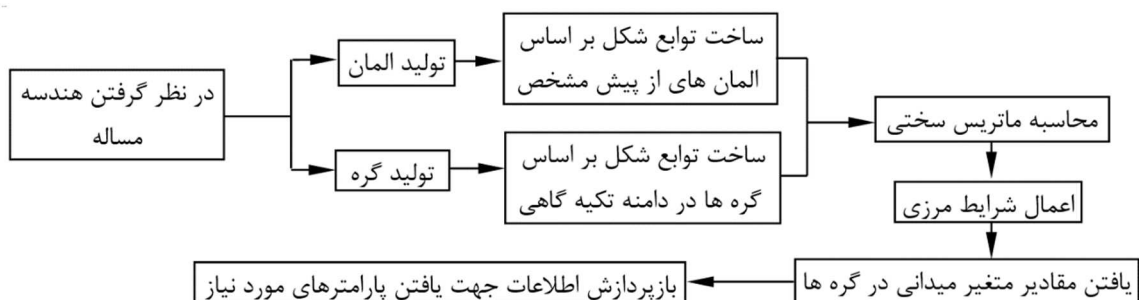 در نظر گرفتن هندسه
مساله
تولید المان
ساخت توابع شکل بر اساس
المان های از پیش مشخص
تولید گره
ساخت توابع شکل بر اساس
گره ها در دامنه تکیه گاهی
محاسبه ماتریس سختی
اعمال شرایط مرزی
یافتن مقادیر متغیر میدانی در گره ها
بازپردازش اطلاعات جهت یافتن پارامترهای مورد نیاز